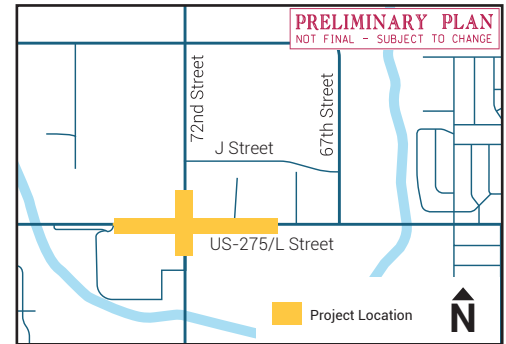 PRELIMINARY PLAN
NOT FINAL - SUBJECT TO CHANGE
72nd Street
67th Street
J Street
US-275/L Street
Project Location
N